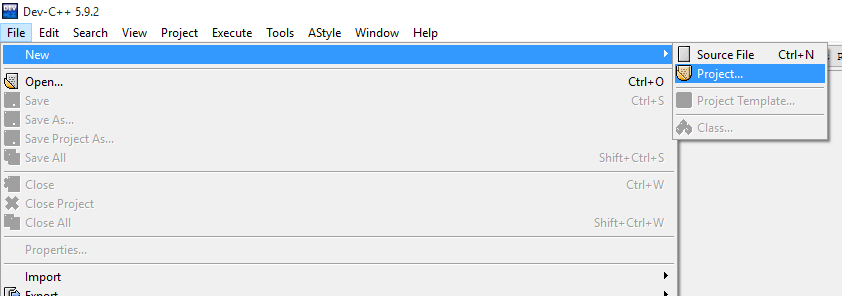 Dev-C++ 5.9.2
File Edit Search View Project Execute Tools AStyle Window Help
New
Source File Ctrl+N
Project...
Project Template...
Class...
Open... Ctrl+O
Save Ctrl+S
Save As...
Save Project As...
Save All Shift+Ctrl+S
Close Ctrl+W
Close Project
Close All Shift+Ctrl+W
Properties...
Import
Export